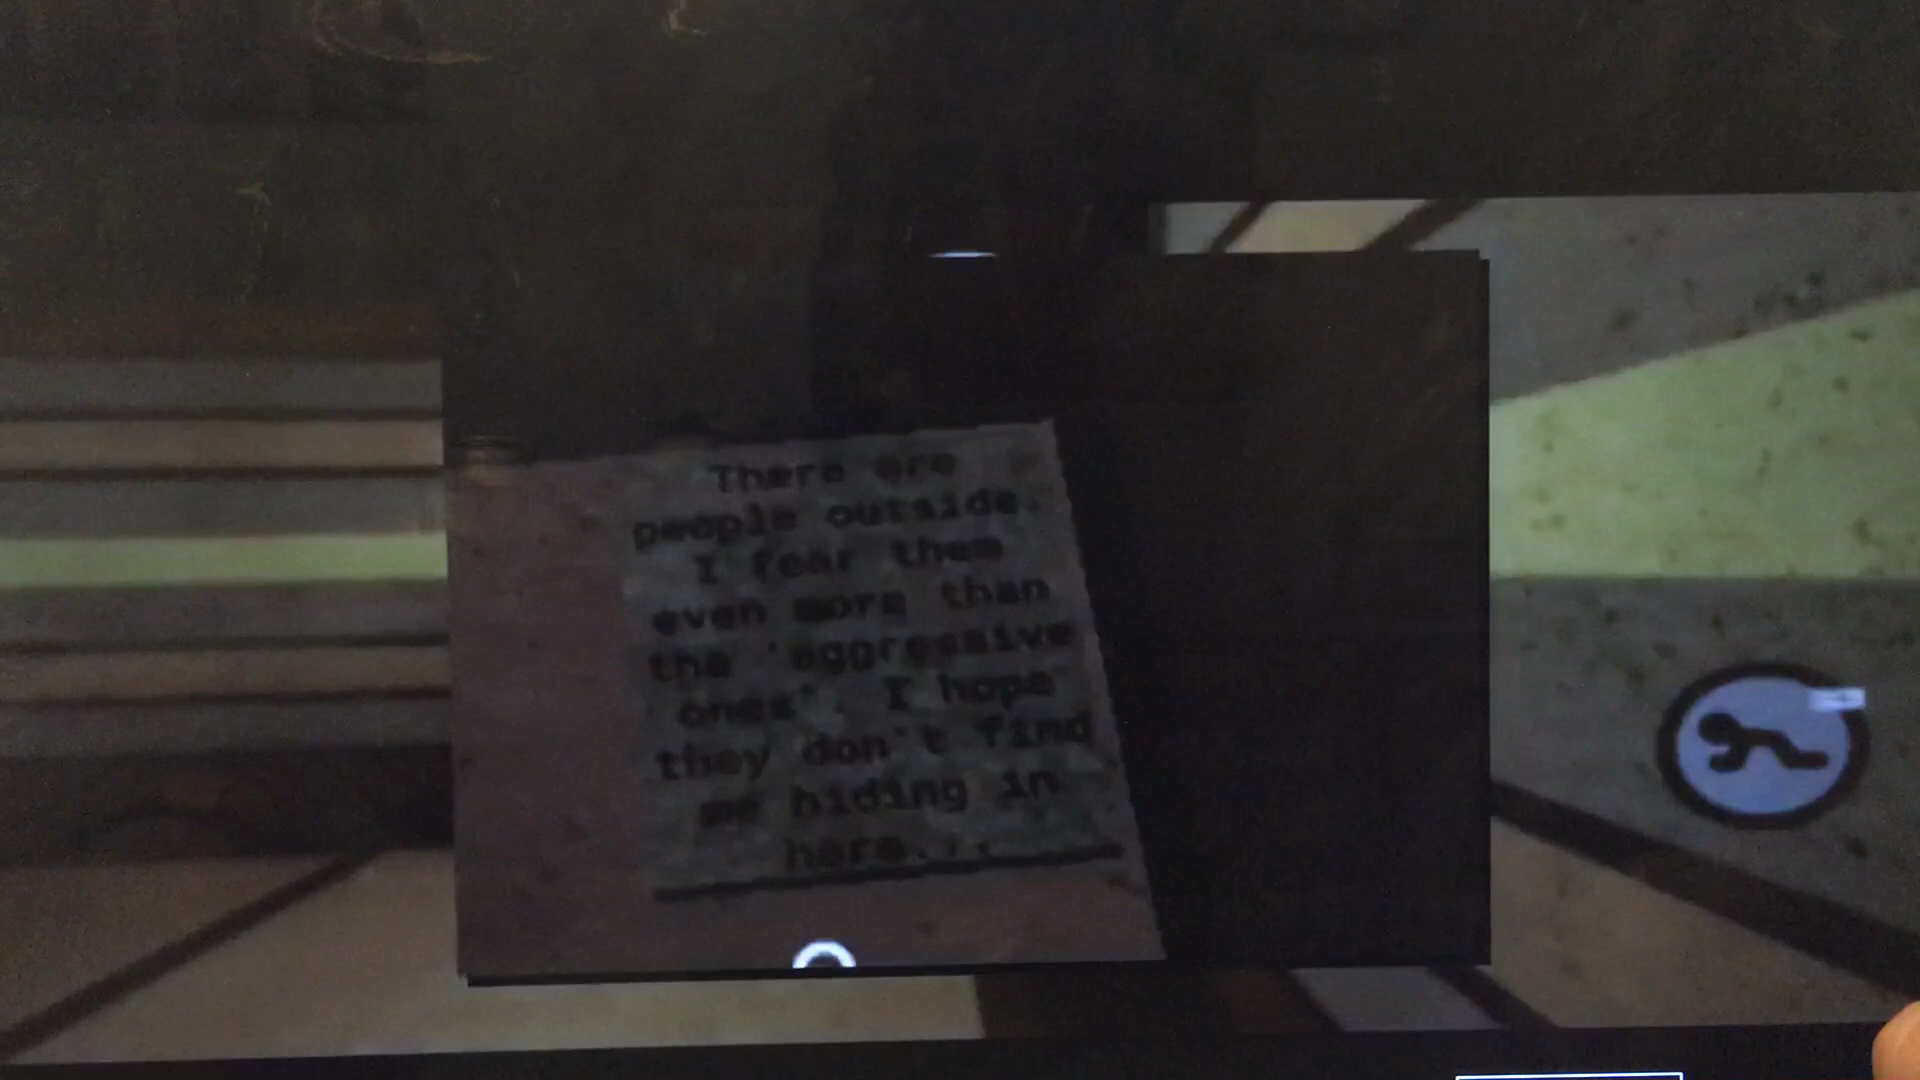 There are
people outside.
I fear them
even more than
the 'aggressive
ones'. I hope
they don't find
me hiding in
here...